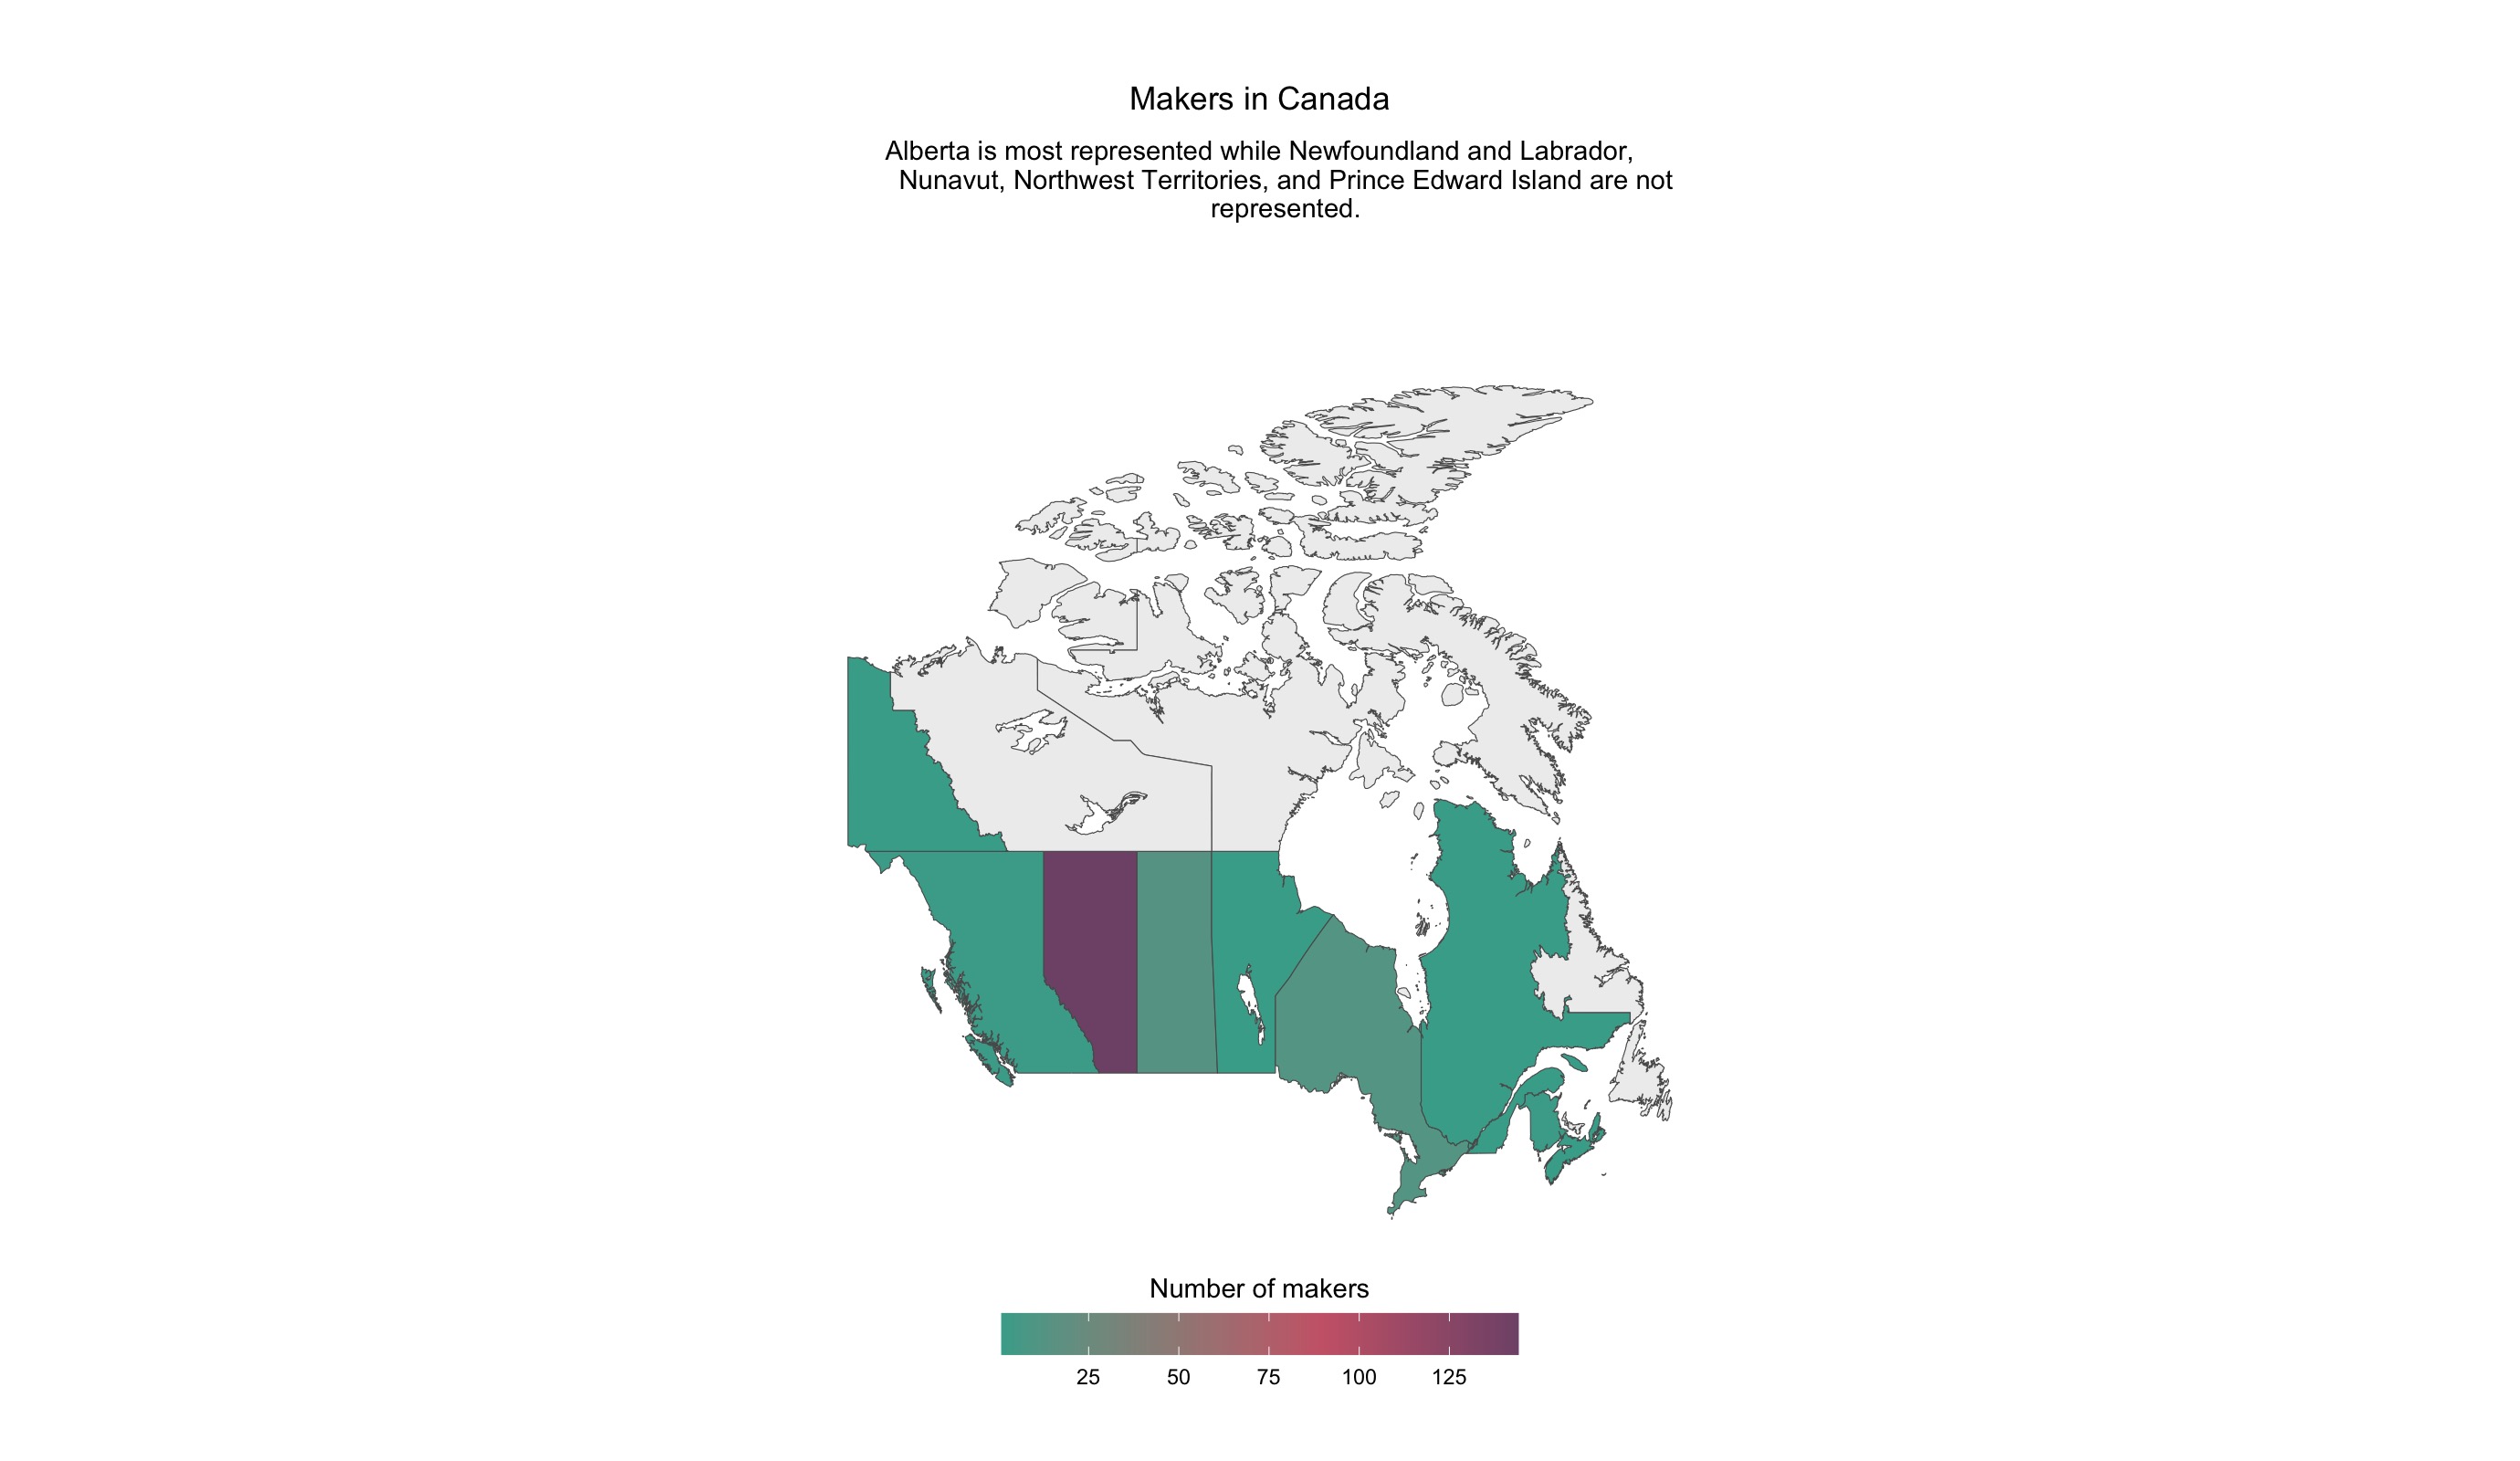 Makers in Canada
Alberta is most represented while Newfoundland and Labrador,
Nunavut, Northwest Territories, and Prince Edward Island are not
represented.
Number of makers
25 50 75 100 125